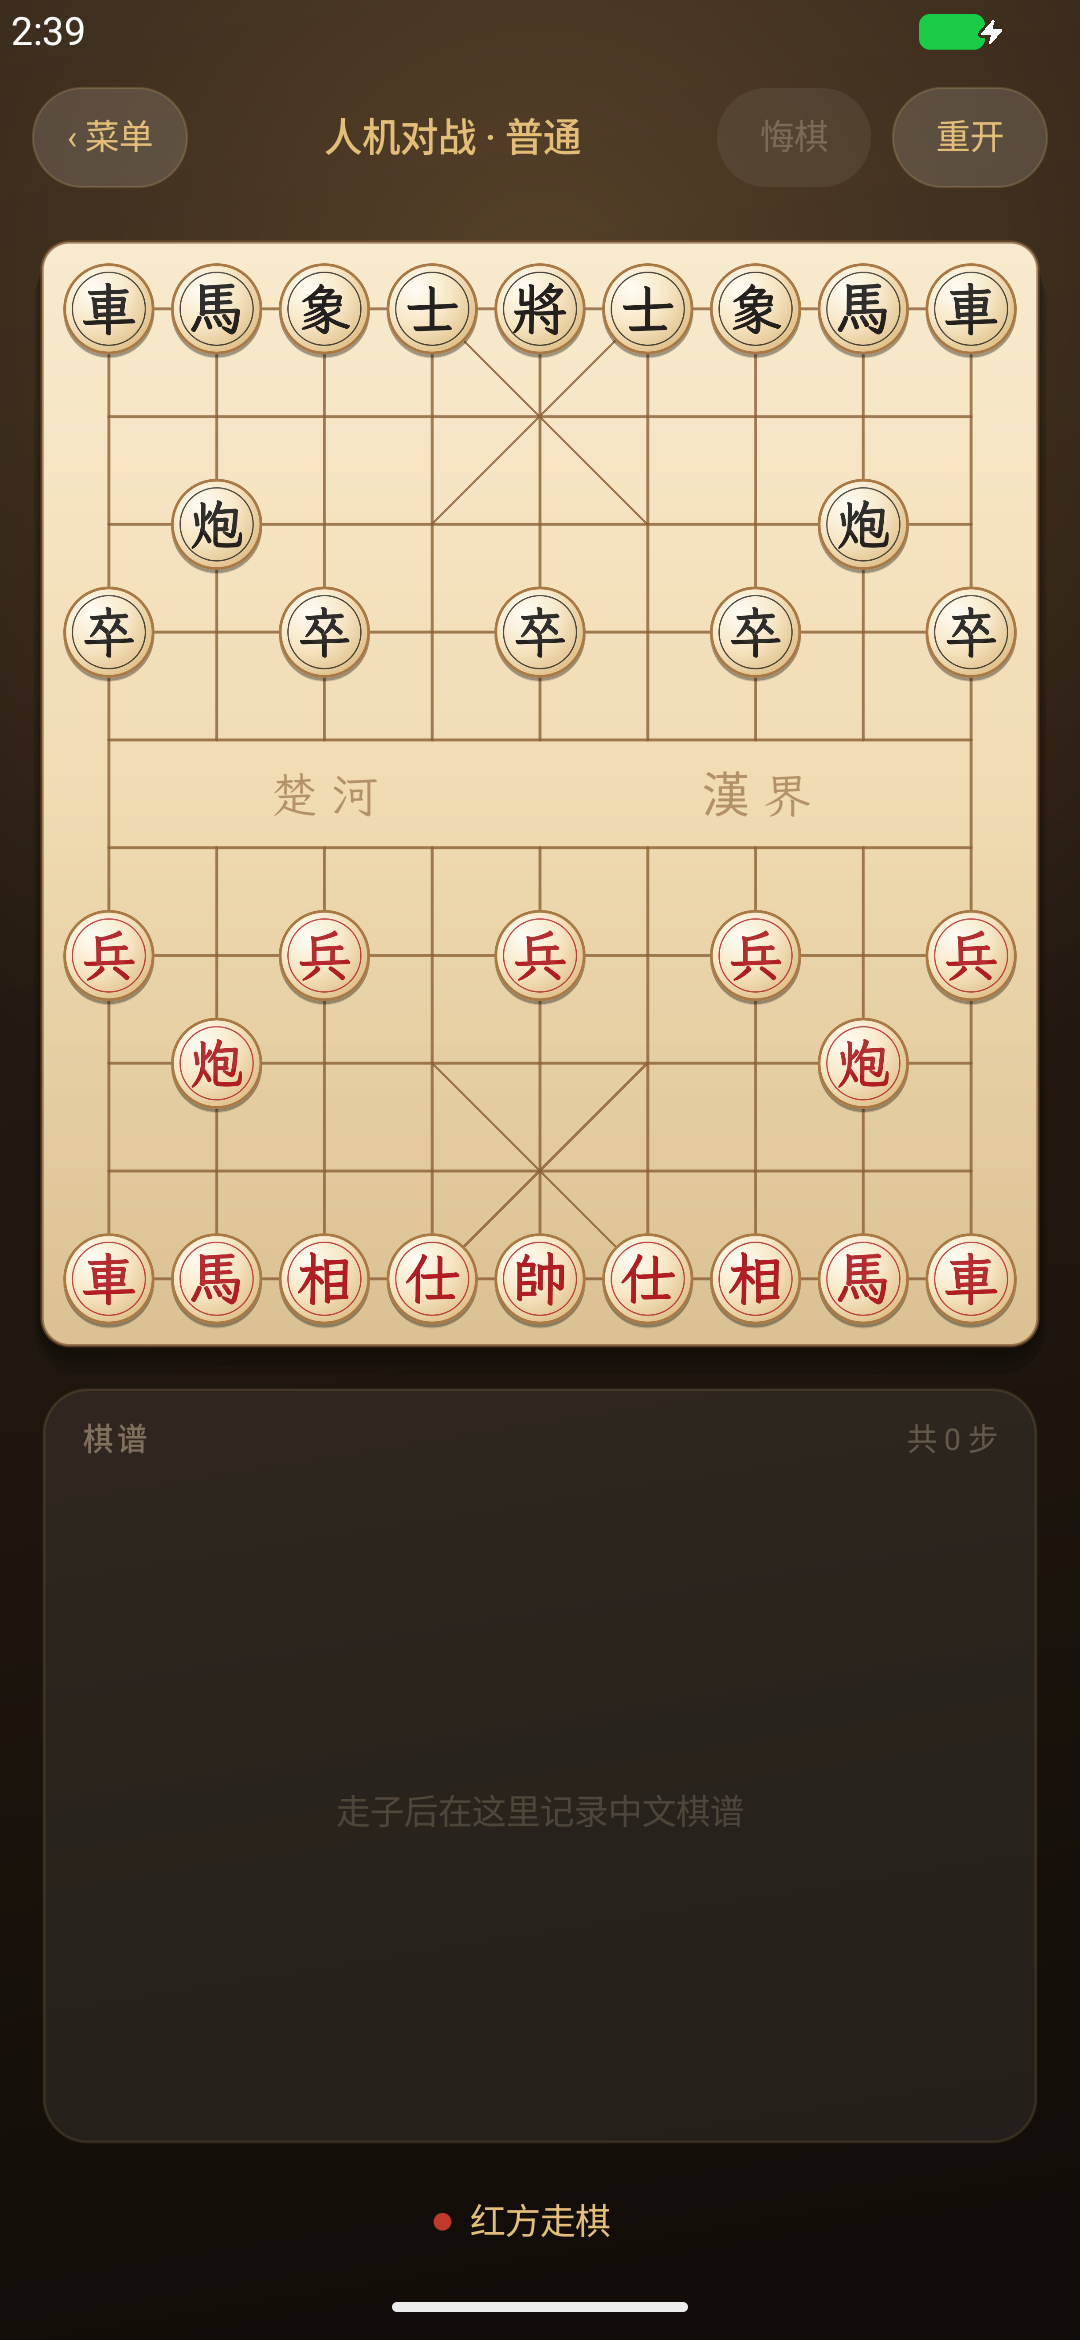 2:39
‹ 菜单 人机对战 · 普通 悔棋 重开
車 馬 象 士 將 士 象 馬 車
炮 炮
卒 卒 卒 卒 卒
楚河 漢界
兵 兵 兵 兵 兵
炮 炮
車 馬 相 仕 帥 仕 相 馬 車
棋谱 共 0 步
走子后在这里记录中文棋谱
红方走棋